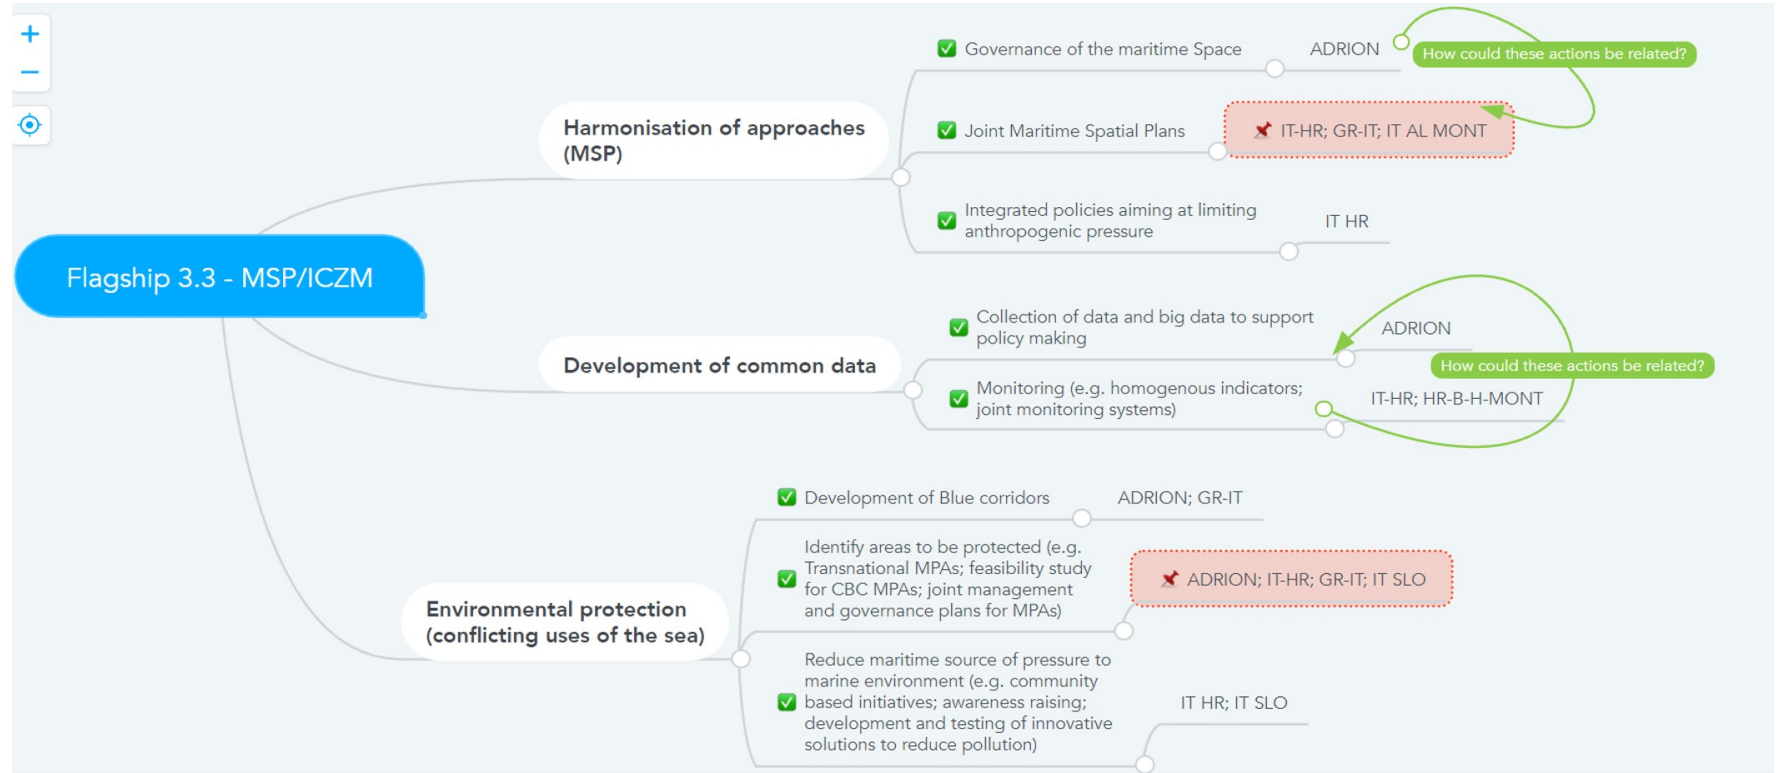 Flagship 3.3 - MSP/ICZM
Harmonisation of approaches
(MSP)
Governance of the maritime Space
ADRION
How could these actions be related?
Joint Maritime Spatial Plans
IT-HR; GR-IT; IT AL MONT
Integrated policies aiming at limiting
anthropogenic pressure
IT HR
Development of common data
Collection of data and big data to support
policy making
ADRION
How could these actions be related?
Monitoring (e.g. homogenous indicators;
joint monitoring systems)
IT-HR; HR-B-H-MONT
Environmental protection
(conflicting uses of the sea)
Development of Blue corridors
ADRION; GR-IT
Identify areas to be protected (e.g.
Transnational MPAs; feasibility study
for CBC MPAs; joint management
and governance plans for MPAs)
ADRION; IT-HR; GR-IT; IT SLO
Reduce maritime source of pressure to
marine environment (e.g. community
based initiatives; awareness raising;
development and testing of innovative
solutions to reduce pollution)
IT HR; IT SLO